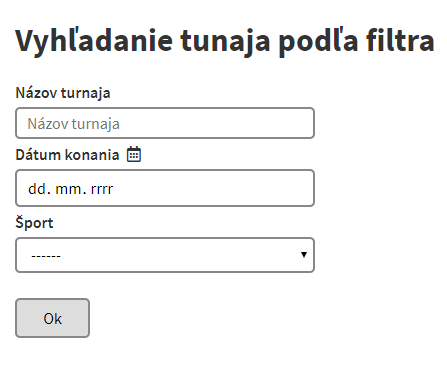 Vyhľadanie tunaja podľa filtra
Názov turnaja
Názov turnaja
Dátum konania
dd. mm. rrrr
Šport
------
Ok